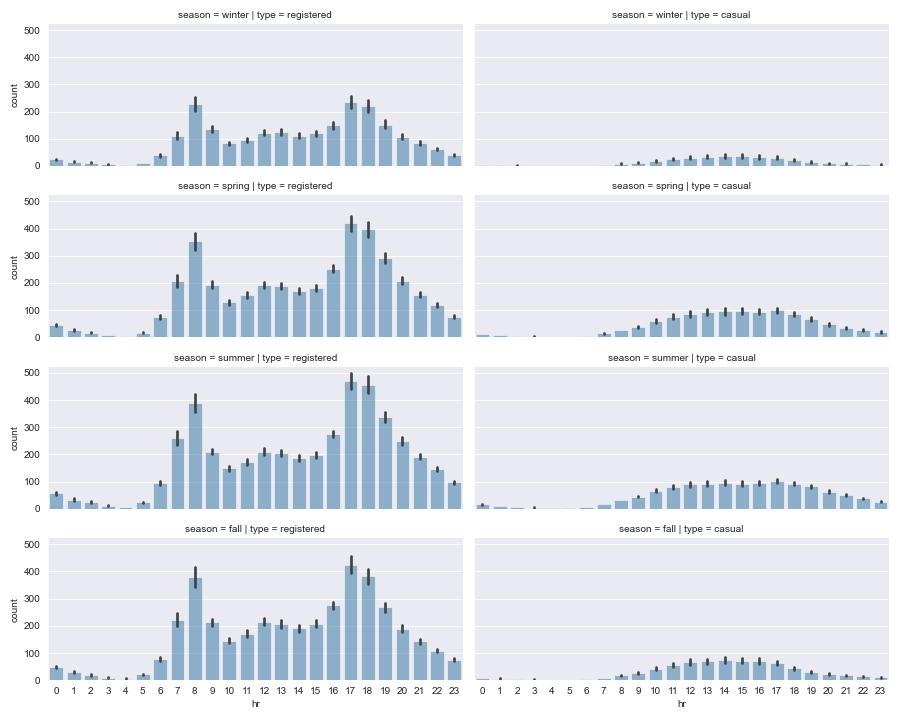 season = winter | type = registered
season = winter | type = casual
500
400
300
200
100
0
count
season = spring | type = registered
season = spring | type = casual
500
400
300
200
100
0
count
season = summer | type = registered
season = summer | type = casual
500
400
300
200
100
0
count
season = fall | type = registered
season = fall | type = casual
500
400
300
200
100
0
count
0 1 2 3 4 5 6 7 8 9 10 11 12 13 14 15 16 17 18 19 20 21 22 23
hr
0 1 2 3 4 5 6 7 8 9 10 11 12 13 14 15 16 17 18 19 20 21 22 23
hr